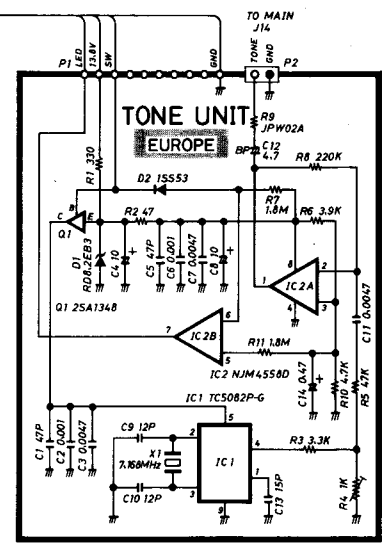 TO MAIN
J14
P1
LED
13.8V
SW
GND
TONE
GND
P2
TONE UNIT
EUROPE
R9
JPW02A
BP
C12
4.7
R8 220K
R1 330
D2 1SS53
R7
1.8M
C
B
E
Q1
R2 47
R6 3.9K
D1
RD8.2EB3
C4 10
+
C5 47P
C6 0.001
C7 0.0047
C8 10
+
8
2
1
IC2A
3
4
C11 0.0047
Q1 2SA1348
6
7
IC2B
5
R11 1.8M
IC2 NJM4558D
C14 0.47
+
R10 4.7K
R5 47K
IC1 TC5082P-G
C1 47P
C2 0.001
C3 0.0047
C9 12P
X1
7.168MHz
C10 12P
5
2
4
IC1
3
1
9
R3 3.3K
C13 15P
R4 1K